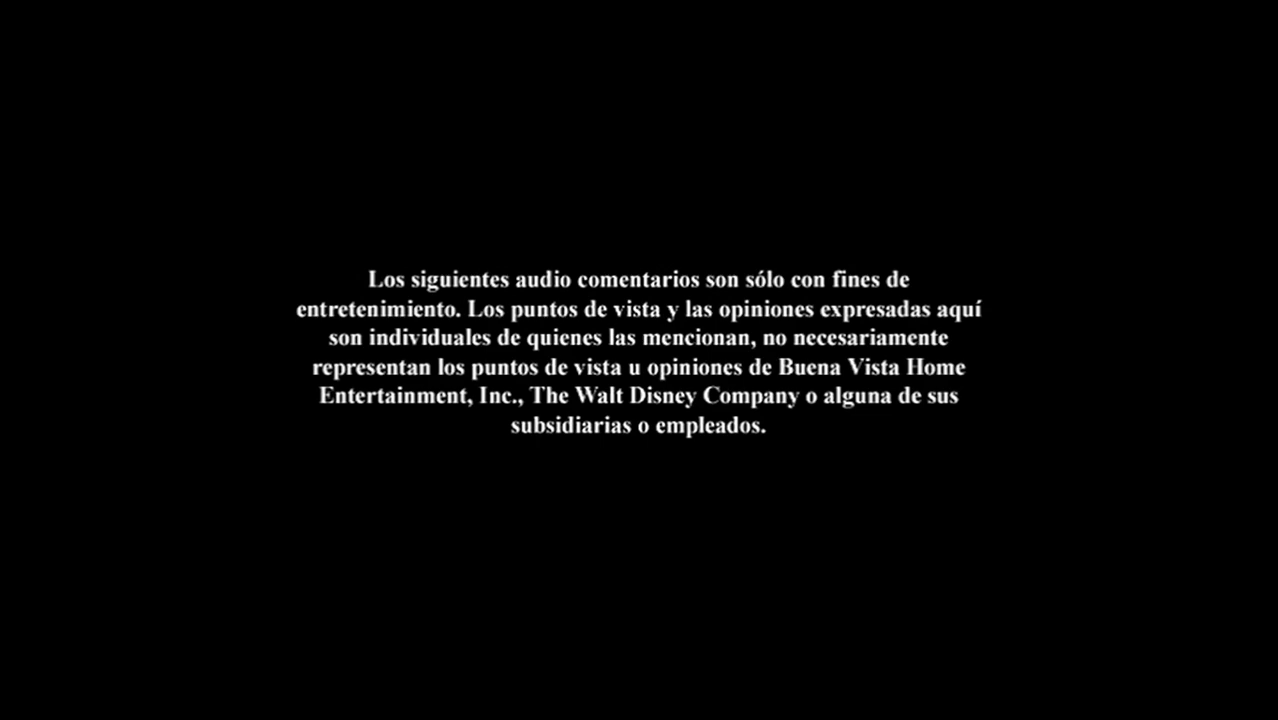 Los siguientes audio comentarios son sólo con fines de
entretenimiento. Los puntos de vista y las opiniones expresadas aquí
son individuales de quienes las mencionan, no necesariamente
representan los puntos de vista u opiniones de Buena Vista Home
Entertainment, Inc., The Walt Disney Company o alguna de sus
subsidiarias o empleados.